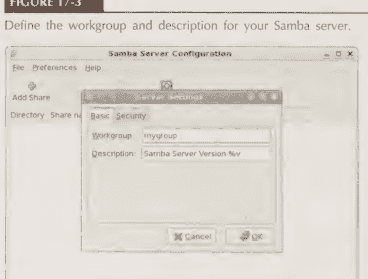 FIGURE 17-3
Define the workgroup and description for your Samba server.
Samba Server Configuration
File Preferences Help
Add Share
Directory Share na
Server Settings
Basic Security
Workgroup mygroup
Description: Samba Server Version %v
Cancel OK